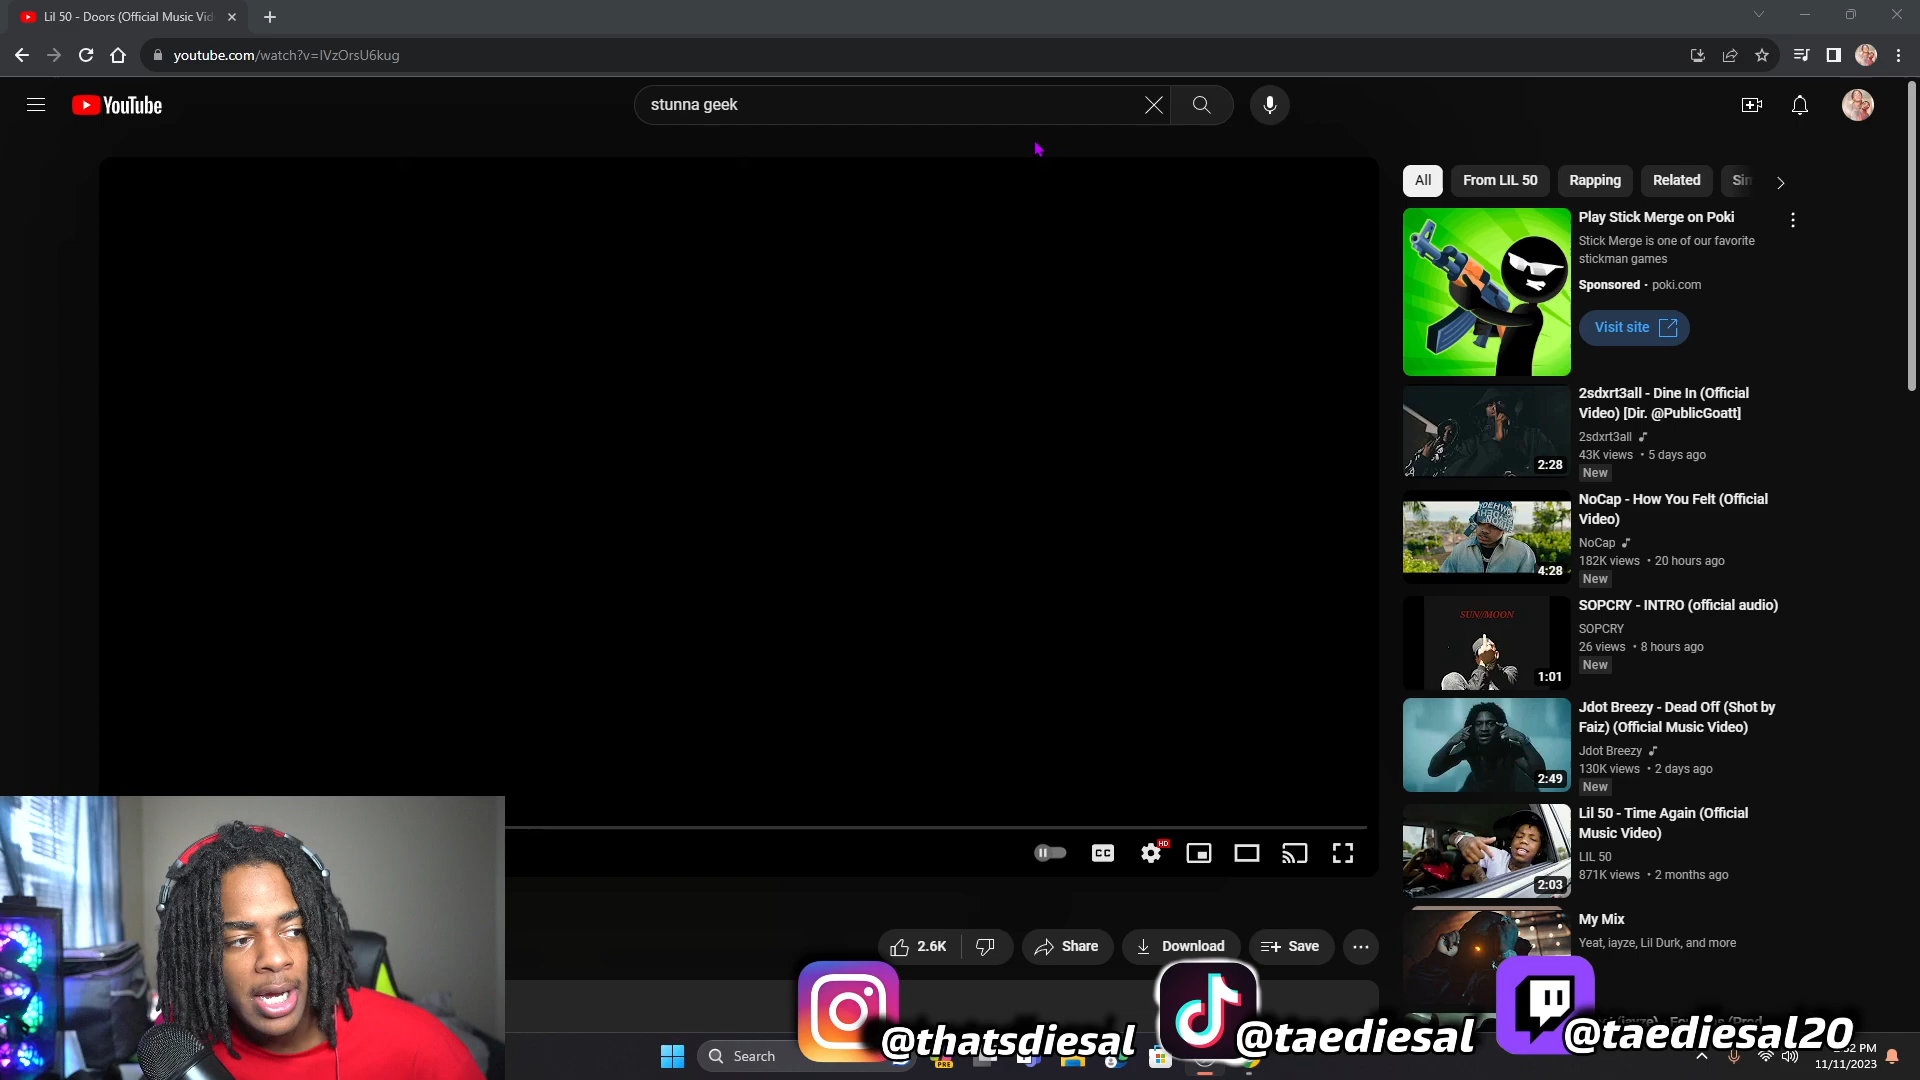 Lil 50 - Doors (Official Music Vid
youtube.com/watch?v=IVzOrsU6kug
YouTube
stunna geek
All
From LIL 50
Rapping
Related
Play Stick Merge on Poki
Stick Merge is one of our favorite
stickman games
Sponsored · poki.com
Visit site
2sdxrt3all - Dine In (Official
Video) [Dir. @PublicGoatt]
2sdxrt3all
43K views • 5 days ago
New
2:28
NoCap - How You Felt (Official
Video)
NoCap
182K views • 20 hours ago
New
4:28
SUN//MOON
SOPCRY - INTRO (official audio)
SOPCRY
26 views • 8 hours ago
New
1:01
Jdot Breezy - Dead Off (Shot by
Faiz) (Official Music Video)
Jdot Breezy
130K views • 2 days ago
New
2:49
Lil 50 - Time Again (Official
Music Video)
LIL 50
871K views • 2 months ago
2:03
My Mix
Yeat, iayze, Lil Durk, and more
CC
HD
2.6K
Share
Download
Save
@thatsdiesal
@taediesal
@taediesal20
Search
PRE
PM
11/11/2023